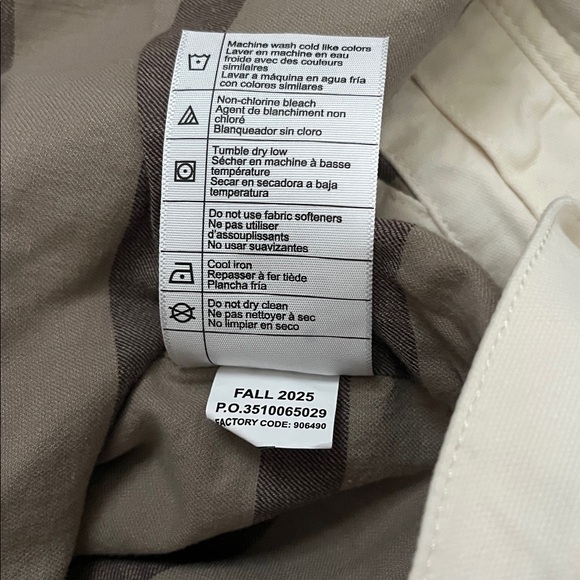 Machine wash cold like colors
Laver en machine en eau
froide avec des couleurs
similaires
Lavar a máquina en agua fría
con colores similares
Non-chlorine bleach
Agent de blanchiment non
chloré
Blanqueador sin cloro
Tumble dry low
Sécher en machine à basse
température
Secar en secadora a baja
temperatura
Do not use fabric softeners
Ne pas utiliser
d'assouplissants
No usar suavizantes
Cool iron
Repasser à fer tiède
Plancha fría
Do not dry clean
Ne pas nettoyer à sec
No limpiar en seco
FALL 2025
P.O.3510065029
FACTORY CODE: 906490